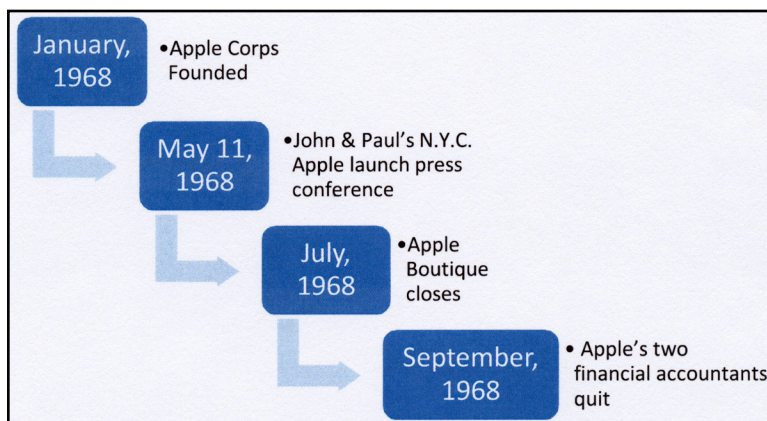 January,
1968
•Apple Corps
Founded
May 11,
1968
•John & Paul's N.Y.C.
Apple launch press
conference
July,
1968
•Apple
Boutique
closes
September,
1968
• Apple's two
financial accountants
quit